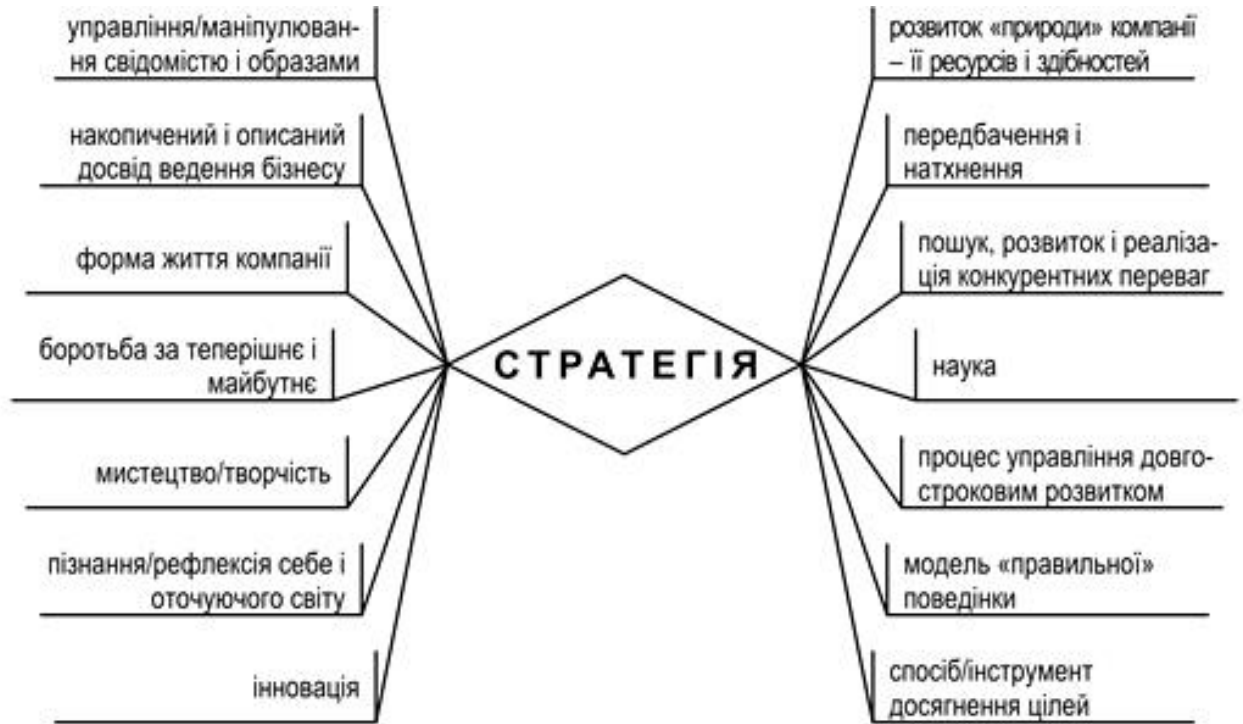 управління/маніпулюван-
ня свідомістю і образами
накопичений і описаний
досвід ведення бізнесу
форма життя компанії
боротьба за теперішнє і
майбутнє
мистецтво/творчість
пізнання/рефлексія себе і
оточуючого світу
інновація
СТРАТЕГІЯ
розвиток «природи» компанії
– її ресурсів і здібностей
передбачення і
натхнення
пошук, розвиток і реаліза-
ція конкурентних переваг
наука
процес управління довго-
строковим розвитком
модель «правильної»
поведінки
спосіб/інструмент
досягнення цілей